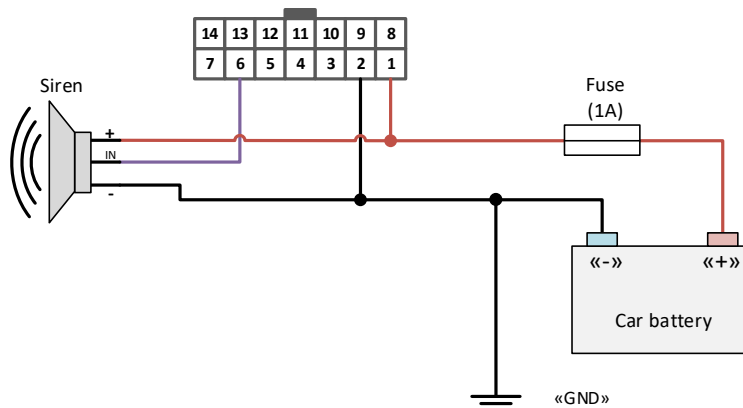 14 13 12 11 10 9 8
7 6 5 4 3 2 1
Siren
Fuse
(1A)
+
IN
-
«-» «+»
Car battery
«GND»